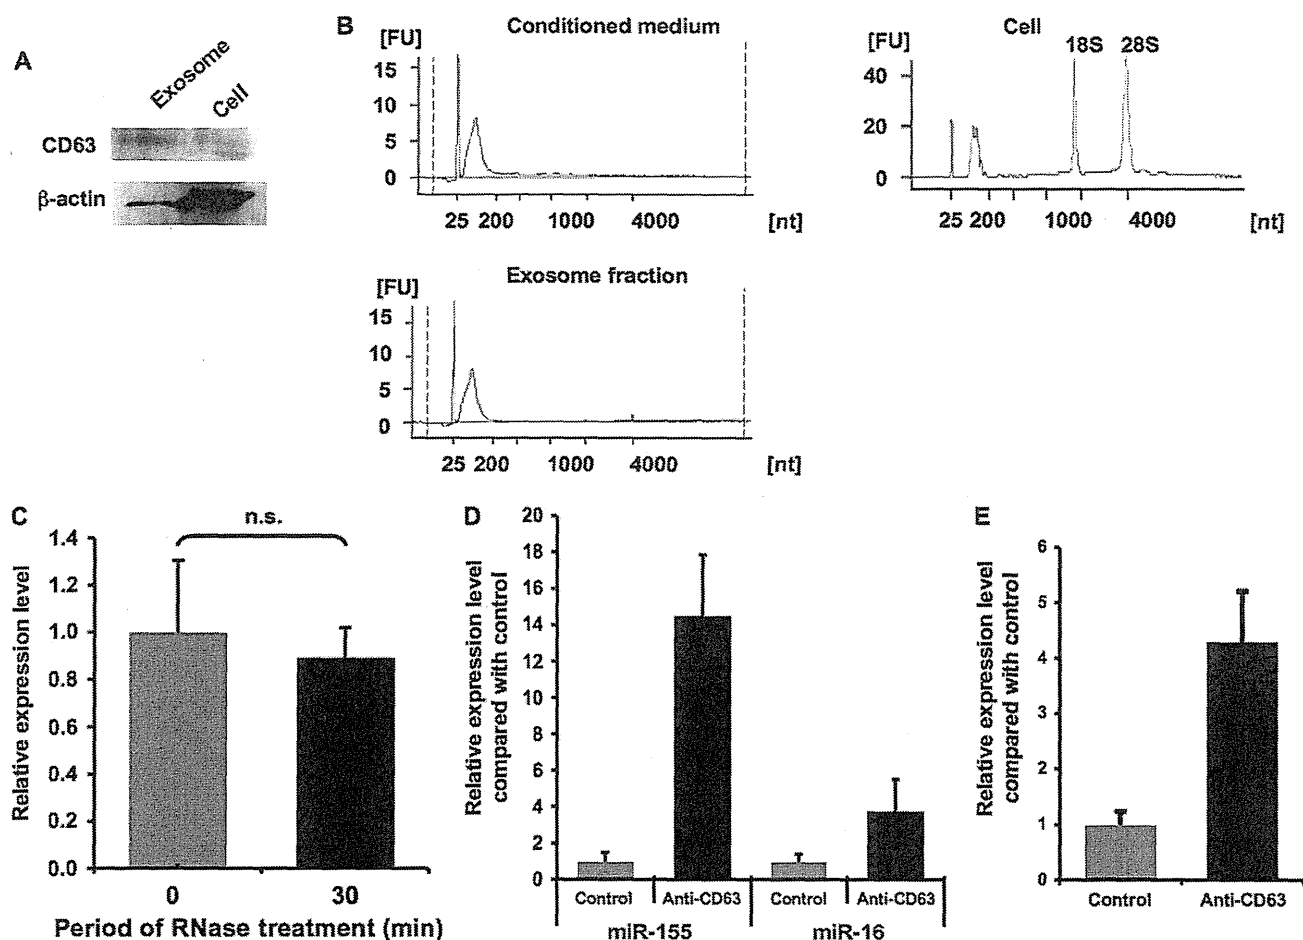 A
Exosome
Cell
CD63
β-actin
B
Conditioned medium
[FU]
15
10
5
0
25 200 1000 4000 [nt]
Cell
[FU]
18S 28S
40
20
0
25 200 1000 4000 [nt]
Exosome fraction
[FU]
15
10
5
0
25 200 1000 4000 [nt]
C
n.s.
Relative expression level
1.4
1.2
1.0
0.8
0.6
0.4
0.2
0.0
0 30
Period of RNase treatment (min)
D
Relative expression level
compared with control
20
18
16
14
12
10
8
6
4
2
0
Control Anti-CD63 Control Anti-CD63
miR-155 miR-16
E
Relative expression level
compared with control
6
5
4
3
2
1
0
Control Anti-CD63